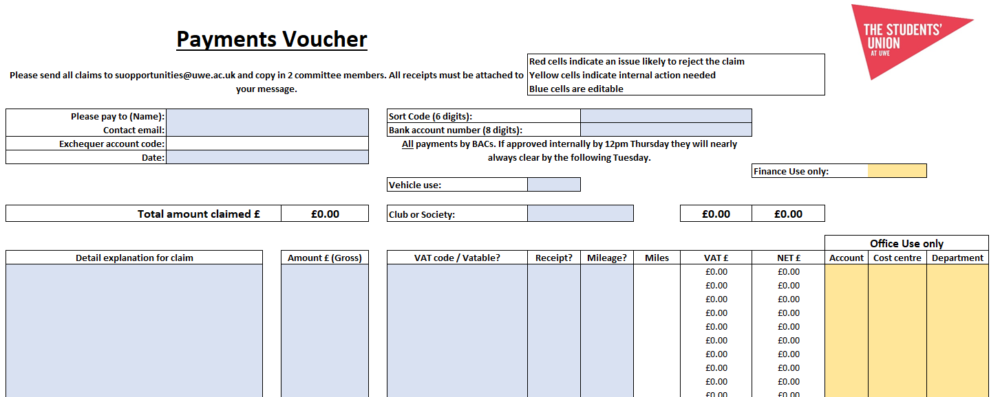 Payments Voucher
THE STUDENTS'
UNION
AT UWE
Red cells indicate an issue likely to reject the claim
Please send all claims to suopportunities@uwe.ac.uk and copy in 2 committee members. All receipts must be attached to
Yellow cells indicate internal action needed
your message.
Blue cells are editable
Please pay to (Name):
Sort Code (6 digits):
Contact email:
Bank account number (8 digits):
Exchequer account code:
All payments by BACs. If approved internally by 12pm Thursday they will nearly
Date:
always clear by the following Tuesday.
Finance Use only:
Vehicle use:
Total amount claimed £ £0.00 Club or Society: £0.00 £0.00
Office Use only
Detail explanation for claim Amount £ (Gross) VAT code / Vatable? Receipt? Mileage? Miles VAT £ NET £ Account Cost centre Department
£0.00 £0.00
£0.00 £0.00
£0.00 £0.00
£0.00 £0.00
£0.00 £0.00
£0.00 £0.00
£0.00 £0.00
£0.00 £0.00
£0.00 £0.00
£0.00 £0.00